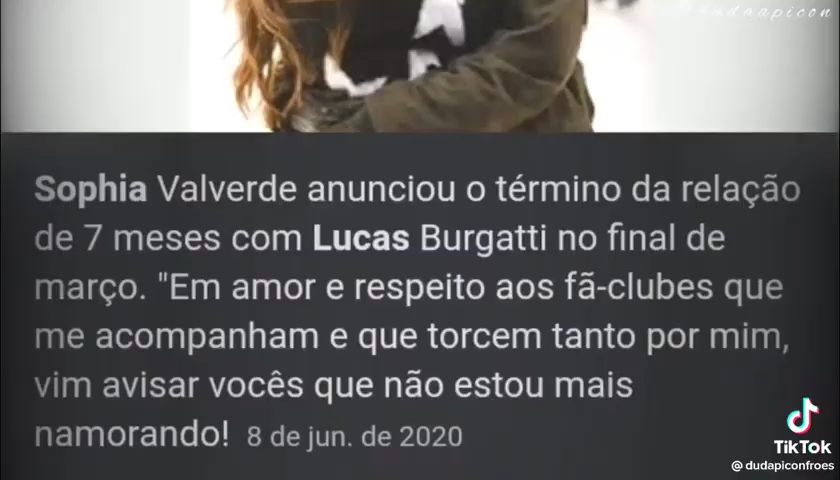 Sophia Valverde anunciou o término da relação
de 7 meses com Lucas Burgatti no final de
março. "Em amor e respeito aos fã-clubes que
me acompanham e que torcem tanto por mim,
vim avisar vocês que não estou mais
namorando! 8 de jun. de 2020
TikTok
@ dudapiconfroes